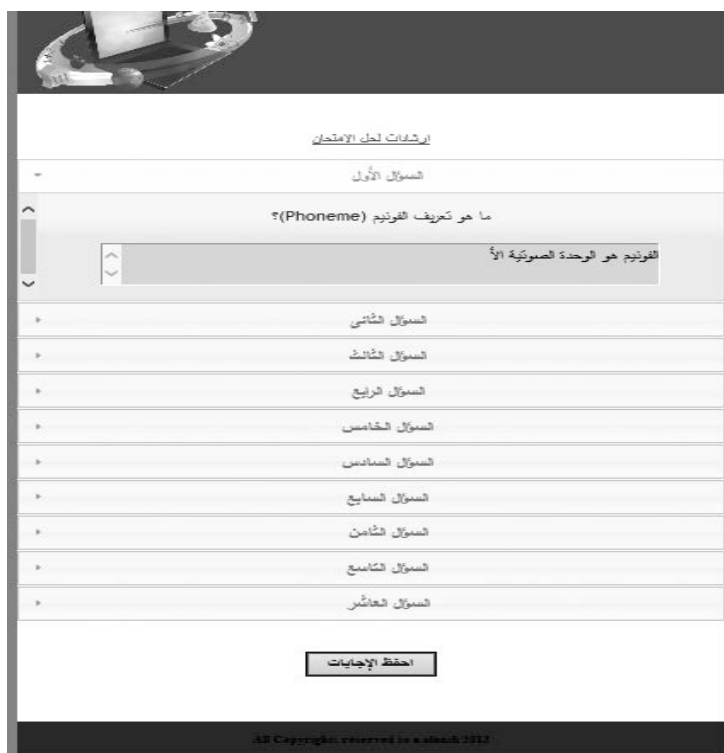 ارشادات لحل الامتحان
السؤال الأول
ما هو تعريف الفونيم (Phoneme)؟
الفونيم هو الوحدة الصوتية الأ
السؤال الثاني
السؤال الثالث
السؤال الرابع
السؤال الخامس
السؤال السادس
السؤال السابع
السؤال الثامن
السؤال التاسع
السؤال العاشر
احفظ الإجابات
All Copyrights reserved to 2012